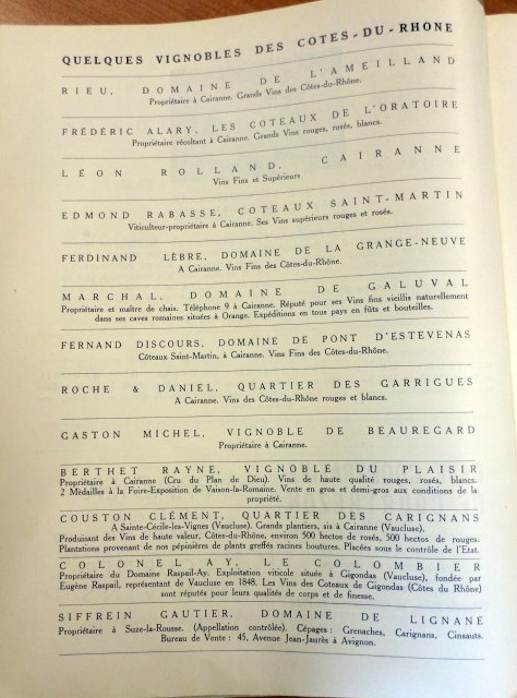 QUELQUES VIGNOBLES DES COTES-DU-RHONE
RIEU, DOMAINE DE L'AMEILLAND
Propriétaire à Cairanne. Grands Vins des Côtes-du-Rhône.
FRÉDÉRIC ALARY, LES COTEAUX DE L'ORATOIRE
Propriétaire récoltant à Cairanne. Grands Vins rouges, rosés, blancs.
LÉON ROLLAND, CAIRANNE
Vins Fins et Supérieurs
EDMOND RABASSE, COTEAUX SAINT-MARTIN
Viticulteur-propriétaire à Cairanne. Ses Vins supérieurs rouges et rosés.
FERDINAND LÈBRE, DOMAINE DE LA GRANGE-NEUVE
A Cairanne. Vins Fins des Côtes-du-Rhône.
MARCHAL, DOMAINE DE GALUVAL
Propriétaire et maître de chais. Téléphone 9 à Cairanne. Réputé pour ses Vins fins vieillis naturellement
dans ses caves romaines situées à Orange. Expéditions en tous pays en fûts et bouteilles.
FERNAND DISCOURS, DOMAINE DE PONT D'ESTEVENAS
Côteaux Saint-Martin, à Cairanne. Vins Fins des Côtes-du-Rhône.
ROCHE & DANIEL, QUARTIER DES GARRIGUES
A Cairanne. Vins des Côtes-du-Rhône rouges et blancs.
GASTON MICHEL, VIGNOBLE DE BEAUREGARD
Propriétaire à Cairanne.
BERTHET RAYNE, VIGNOBLE DU PLAISIR
Propriétaire à Cairanne (Cru du Plan de Dieu). Vins de haute qualité rouges, rosés, blancs.
2 Médailles à la Foire-Exposition de Vaison-la-Romaine. Vente en gros et demi-gros aux conditions de la
propriété.
COUSTON CLÉMENT, QUARTIER DES CARIGNANS
A Sainte-Cécile-les-Vignes (Vaucluse). Grands plantiers, sis à Cairanne (Vaucluse).
Produisant des Vins de haute valeur, Côtes-du-Rhône, environ 500 hectos de rosés, 500 hectos de rouges.
Plantations provenant de nos pépinières de plants greffés racines boutures. Placées sous le contrôle de l'Etat.
COLONEL AY, LE COLOMBIER
Propriétaire du Domaine Raspail-Ay. Exploitation viticole située à Gigondas (Vaucluse), fondée par
Eugène Raspail, représentant de Vaucluse en 1848. Les Vins des Coteaux de Gigondas (Côtes du Rhône)
sont réputés pour leurs qualités de corps et de finesse.
SIFFREIN GAUTIER, DOMAINE DE LIGNANE
Propriétaire à Suze-la-Rousse. (Appellation contrôlée). Cépages : Grenaches, Carignans, Cinsauts.
Bureau de Vente : 45, Avenue Jean-Jaurès à Avignon.